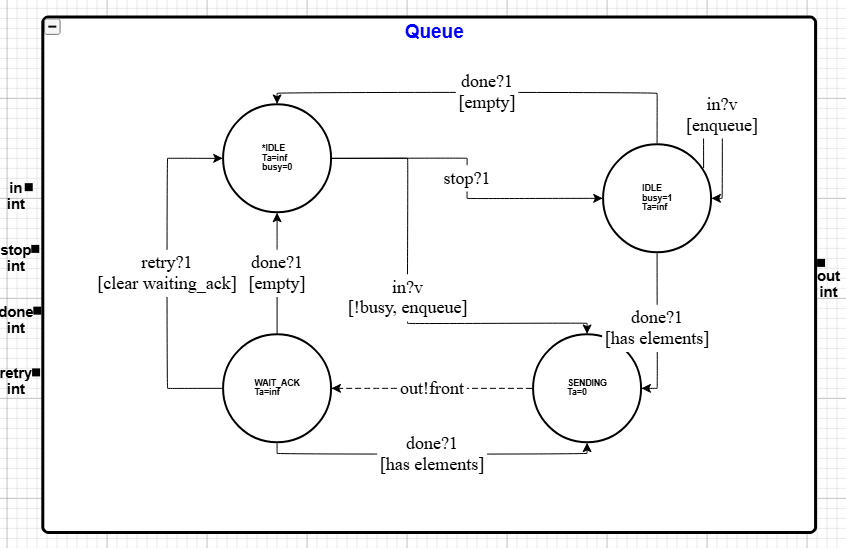 Queue
done?1
[empty]
in?v
[enqueue]
*IDLE
Ta=inf
busy=0
stop?1
IDLE
busy=1
Ta=inf
in
int
stop
int
done
int
retry
int
out
int
retry?1
[clear waiting_ack]
done?1
[empty]
in?v
[!busy, enqueue]
done?1
[has elements]
WAIT_ACK
Ta=inf
out!front
SENDING
Ta=0
done?1
[has elements]